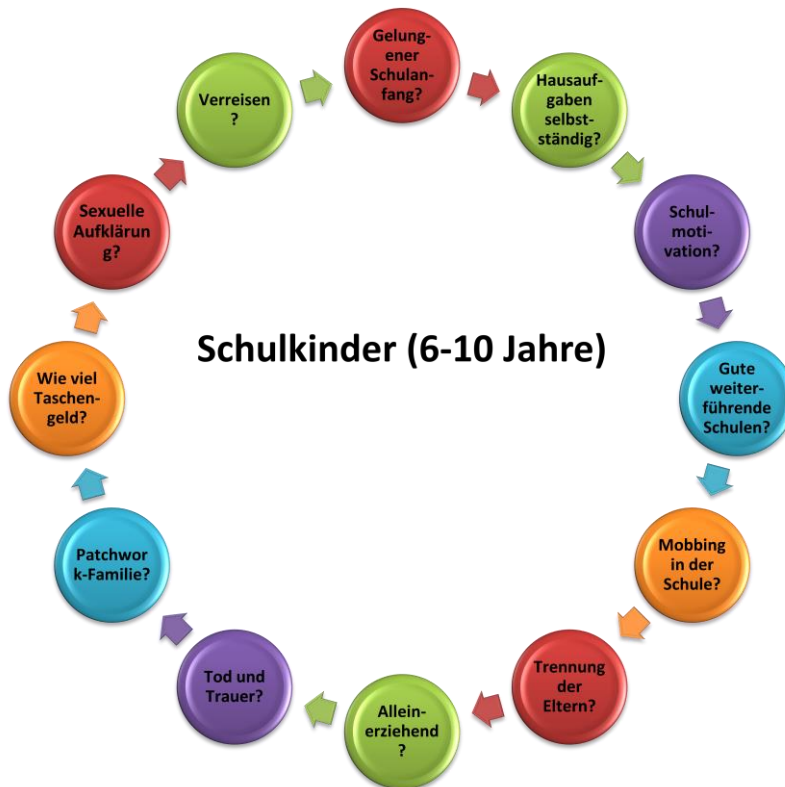 Gelung-
ener
Schulan-
fang?
Hausauf-
gaben
selbst-
ständig?
Schul-
moti-
vation?
Gute
weiter-
führende
Schulen?
Mobbing
in der
Schule?
Trennung
der
Eltern?
Allein-
erziehend
?
Tod und
Trauer?
Patchwor
k-Familie?
Wie viel
Taschen-
geld?
Sexuelle
Aufklärun
g?
Verreisen
?
Schulkinder (6-10 Jahre)